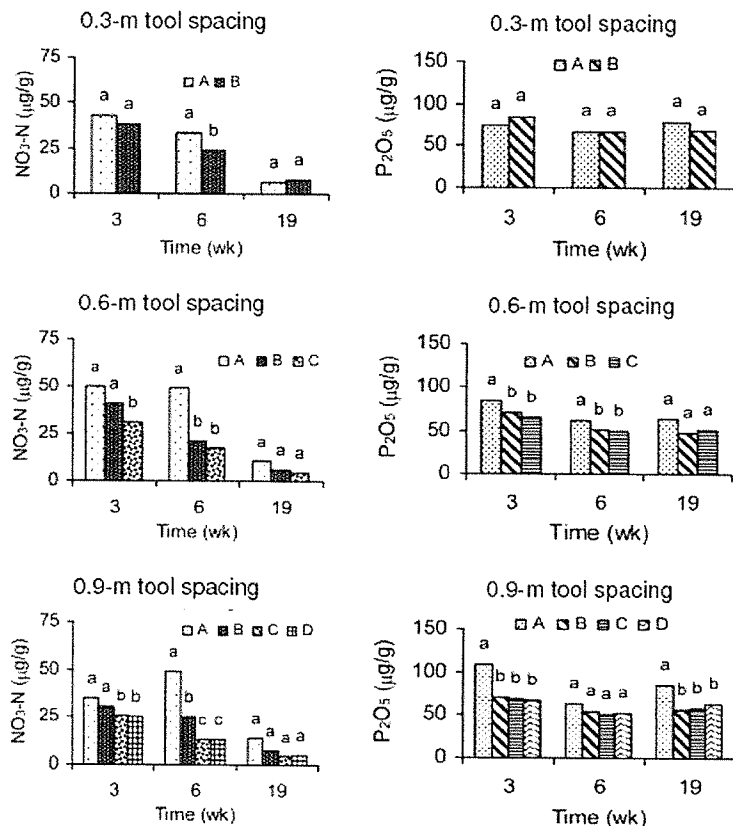 0.3-m tool spacing
NO₃-N (µg/g)
75
50
25
0
A B
a a a b a a
3 6 19
Time (wk)
0.3-m tool spacing
P₂O₅ (µg/g)
150
100
50
0
A B
a a a a a a
3 6 19
Time (wk)
0.6-m tool spacing
NO₃-N (µg/g)
75
50
25
0
A B C
a a b a b b a a a
3 6 19
Time (wk)
0.6-m tool spacing
P₂O₅ (µg/g)
150
100
50
0
A B C
a b b a b b a a a
3 6 19
Time (wk)
0.9-m tool spacing
NO₃-N (µg/g)
75
50
25
0
A B C D
a a b b a b c c a a a a
3 6 19
Time (wk)
0.9-m tool spacing
P₂O₅ (µg/g)
150
100
50
0
A B C D
a b b b a a a a a b b b
3 6 19
Time (wk)